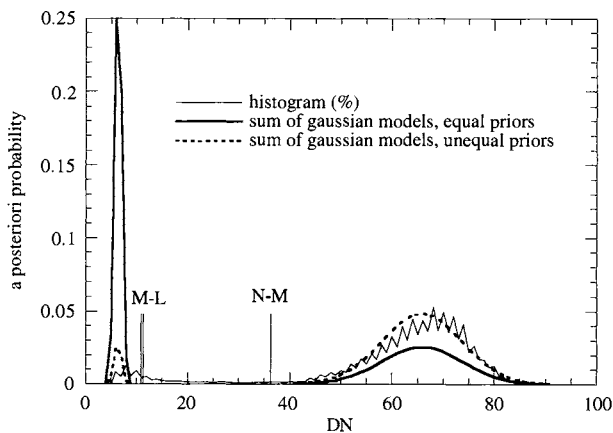 0.25
0.2
0.15
0.1
0.05
0
a posteriori probability
histogram (%)
sum of gaussian models, equal priors
sum of gaussian models, unequal priors
M-L
N-M
0
20
40
60
80
100
DN